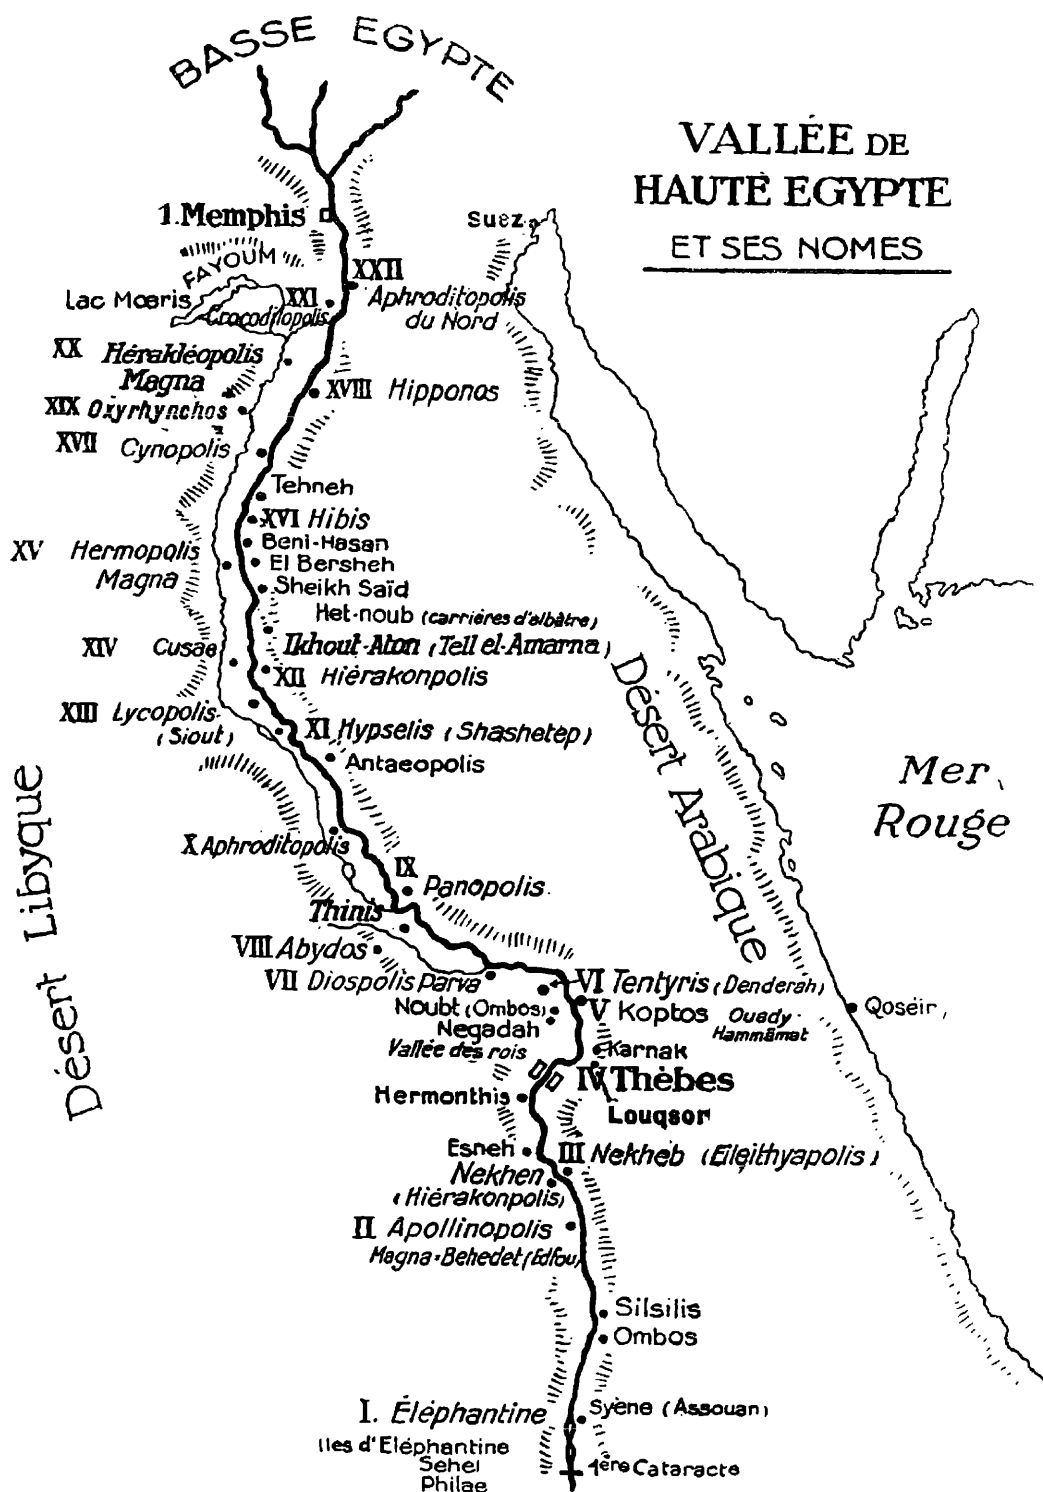 BASSE EGYPTE
VALLÉE DE
HAUTE EGYPTE
ET SES NOMES
1. Memphis
Suez
FAYOUM
XXII
Lac Mœris
XXI
Aphroditopolis
du Nord
Crocodilopolis
XX Hérakléopolis
Magna
XVIII Hipponos
XIX Oxyrhynchos
XVII Cynopolis
Tehneh
XVI Hibis
Beni-Hasan
XV Hermopolis
Magna
El Bersheh
Sheikh Saïd
Het-noub (carrières d'albâtre)
XIV Cusae
Ikhout-Aton (Tell el-Amarna)
XII Hiérakonpolis
XIII Lycopolis
(Siout)
XI Hypselis (Shashetep)
Antaeopolis
Désert Libyque
Désert Arabique
Mer
Rouge
X Aphroditopolis
IX
Panopolis
Thinis
VIII Abydos
VII Diospolis Parva
VI Tentyris (Denderah)
Noubt (Ombos)
V Koptos
Ouady-
Hammâmat
Qoséir
Negadah
Vallée des rois
Karnak
IV Thèbes
Hermonthis
Louqsor
Esneh
III Nekheb (Eileithyapolis)
Nekhen
(Hiérakonpolis)
II Apollinopolis
Magna-Behedet (Edfou)
Silsilis
Ombos
I. Éléphantine
Syène (Assouan)
Iles d'Eléphantine
Sehel
Philae
1ère Cataracte